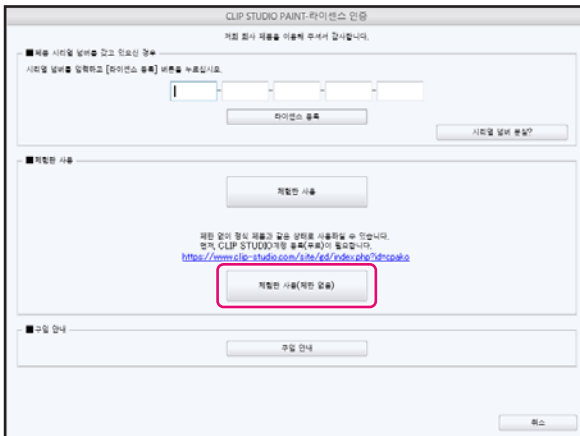 CLIP STUDIO PAINT-라이센스 인증
저희 회사 제품을 이용해 주셔서 감사합니다.
■제품 시리얼 넘버를 갖고 있으신 경우
시리얼 넘버를 입력하고 [라이센스 등록] 버튼을 누르십시오.
- - - -
라이센스 등록
시리얼 넘버 분실?
■체험판 사용
체험판 사용
제한 없이 정식 제품과 같은 상태로 사용하실 수 있습니다.
먼저, CLIP STUDIO계정 등록(무료)이 필요합니다.
https://www.clip-studio.com/site/gd/index.php?id=cpako
체험판 사용(제한 없음)
■구입 안내
구입 안내
취소